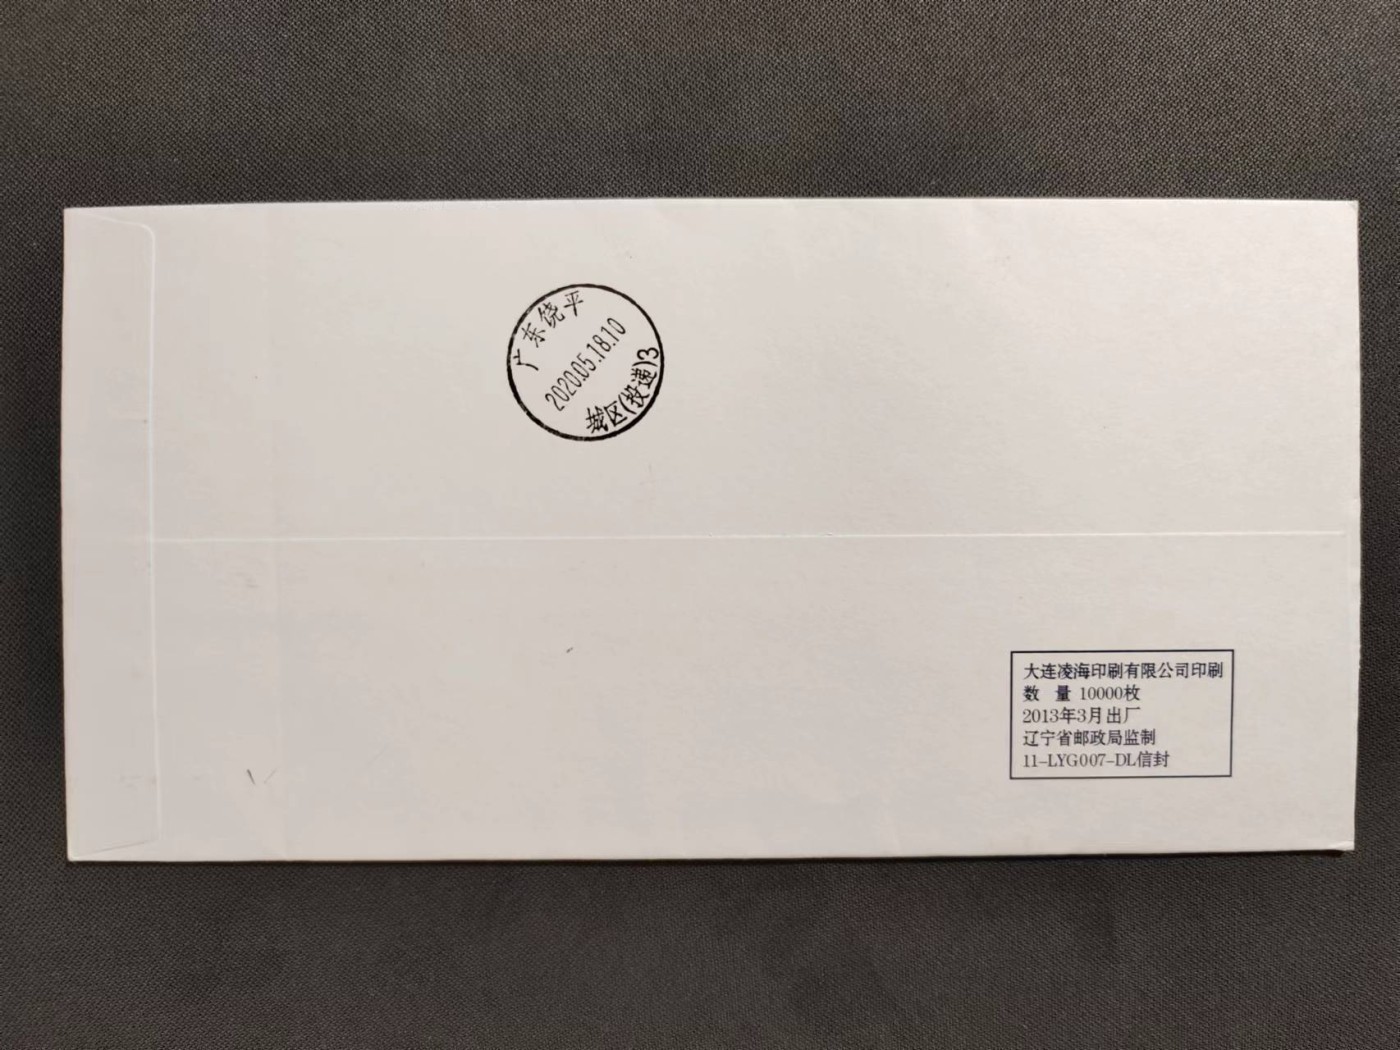 广东饶平
2020.05.18.10
城区(投递)3
大连凌海印刷有限公司印刷
数 量 10000枚
2013年3月出厂
辽宁省邮政局监制
11-LYG007-DL信封